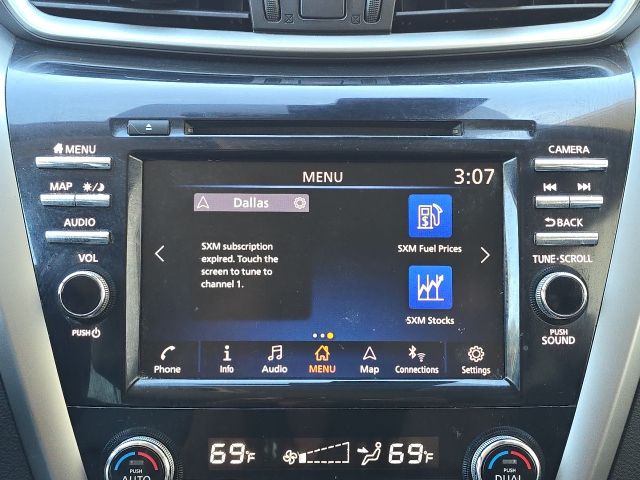 MENU
CAMERA
MENU 3:07
MAP
Dallas
AUDIO
BACK
SXM subscription
expired. Touch the
screen to tune to
channel 1.
SXM Fuel Prices
VOL
TUNE·SCROLL
SXM Stocks
PUSH
PUSH
SOUND
Phone Info Audio MENU Map Connections Settings
69°F 69°F
PUSH
AUTO
PUSH
DUAL